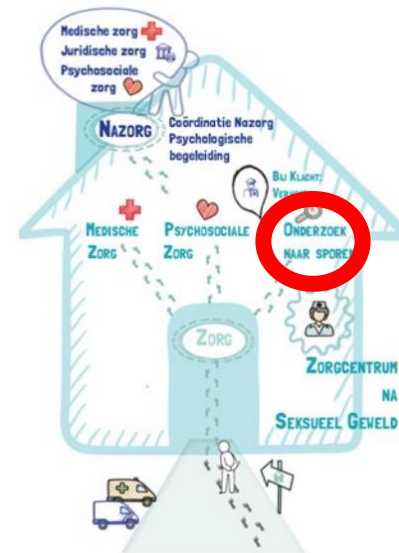 Medische zorg
Juridische zorg
Psychosociale
zorg
Nazorg
Coördinatie Nazorg
Psychologische
begeleiding
Bij Klacht:
Medische
Zorg
Psychosociale
Zorg
Onderzoek
naar sporen
Zorg
Zorgcentrum
na
Seksueel Geweld